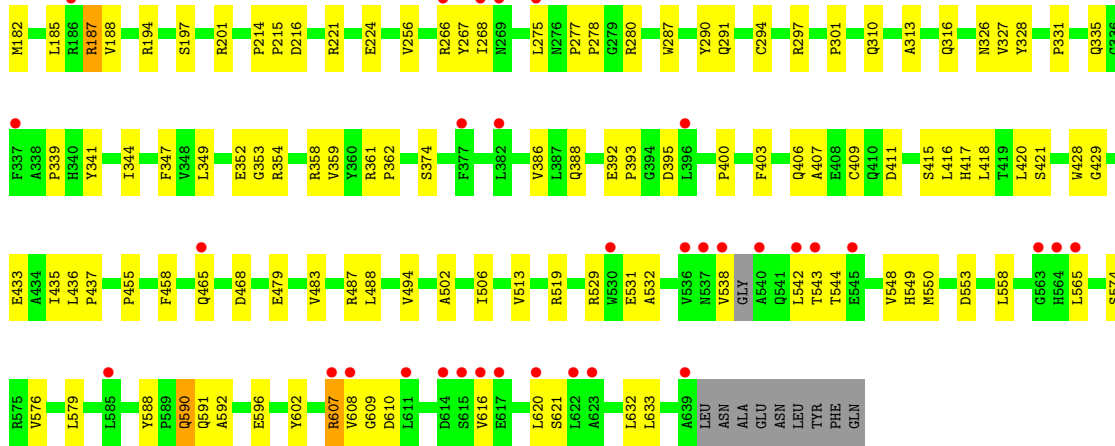 M182 L185 R186 R187 V188 R194 S197 R201 P214 P215 D216 R221 E224 V256 R266 Y267 I268 N269 L275 N276 P277 P278 G279 R280 W287 Y290 Q291 C294 R297 P301 Q310 A313 Q316 N326 V327 Y328 P331 Q335 G336
F337 A338 P339 H340 Y341 I344 F347 V348 L349 E352 G353 R354 R358 V359 Y360 R361 P362 S374 F377 L382 V386 L387 Q388 E392 P393 G394 D395 L396 P400 F403 Q406 A407 E408 C409 Q410 D411 S415 L416 H417 L418 T419 L420 S421 W428 G429
E433 A434 I435 L436 P437 P455 F458 Q465 D468 E479 V483 R487 L488 V494 A502 I506 V513 R519 R529 W530 E531 A532 V536 N537 V538 GLY A540 Q541 L542 T543 T544 E545 V548 H549 M550 D553 L558 G563 H564 L565 S574
R575 V576 L579 L585 Y588 P589 Q590 Q591 A592 E596 Y602 R607 V608 G609 D610 L611 D614 S615 V616 E617 L620 S621 L622 A623 L632 L633 A639 LEU ASN ALA GLU ASN LEU TYR PHE GLN